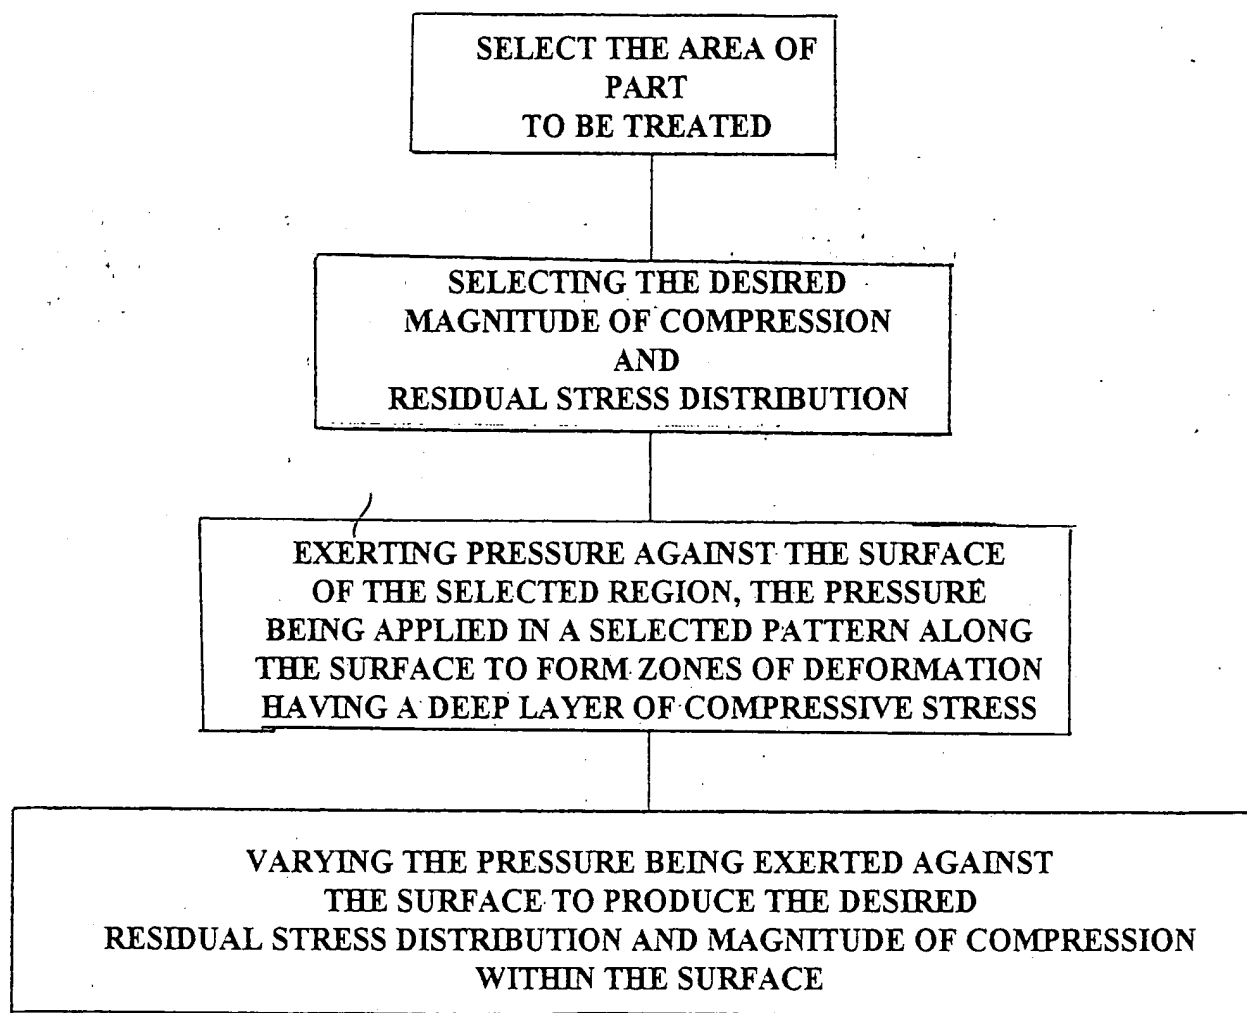 SELECT THE AREA OF
PART
TO BE TREATED
SELECTING THE DESIRED
MAGNITUDE OF COMPRESSION
AND
RESIDUAL STRESS DISTRIBUTION
EXERTING PRESSURE AGAINST THE SURFACE
OF THE SELECTED REGION, THE PRESSURE
BEING APPLIED IN A SELECTED PATTERN ALONG
THE SURFACE TO FORM ZONES OF DEFORMATION
HAVING A DEEP LAYER OF COMPRESSIVE STRESS
VARYING THE PRESSURE BEING EXERTED AGAINST
THE SURFACE TO PRODUCE THE DESIRED
RESIDUAL STRESS DISTRIBUTION AND MAGNITUDE OF COMPRESSION
WITHIN THE SURFACE